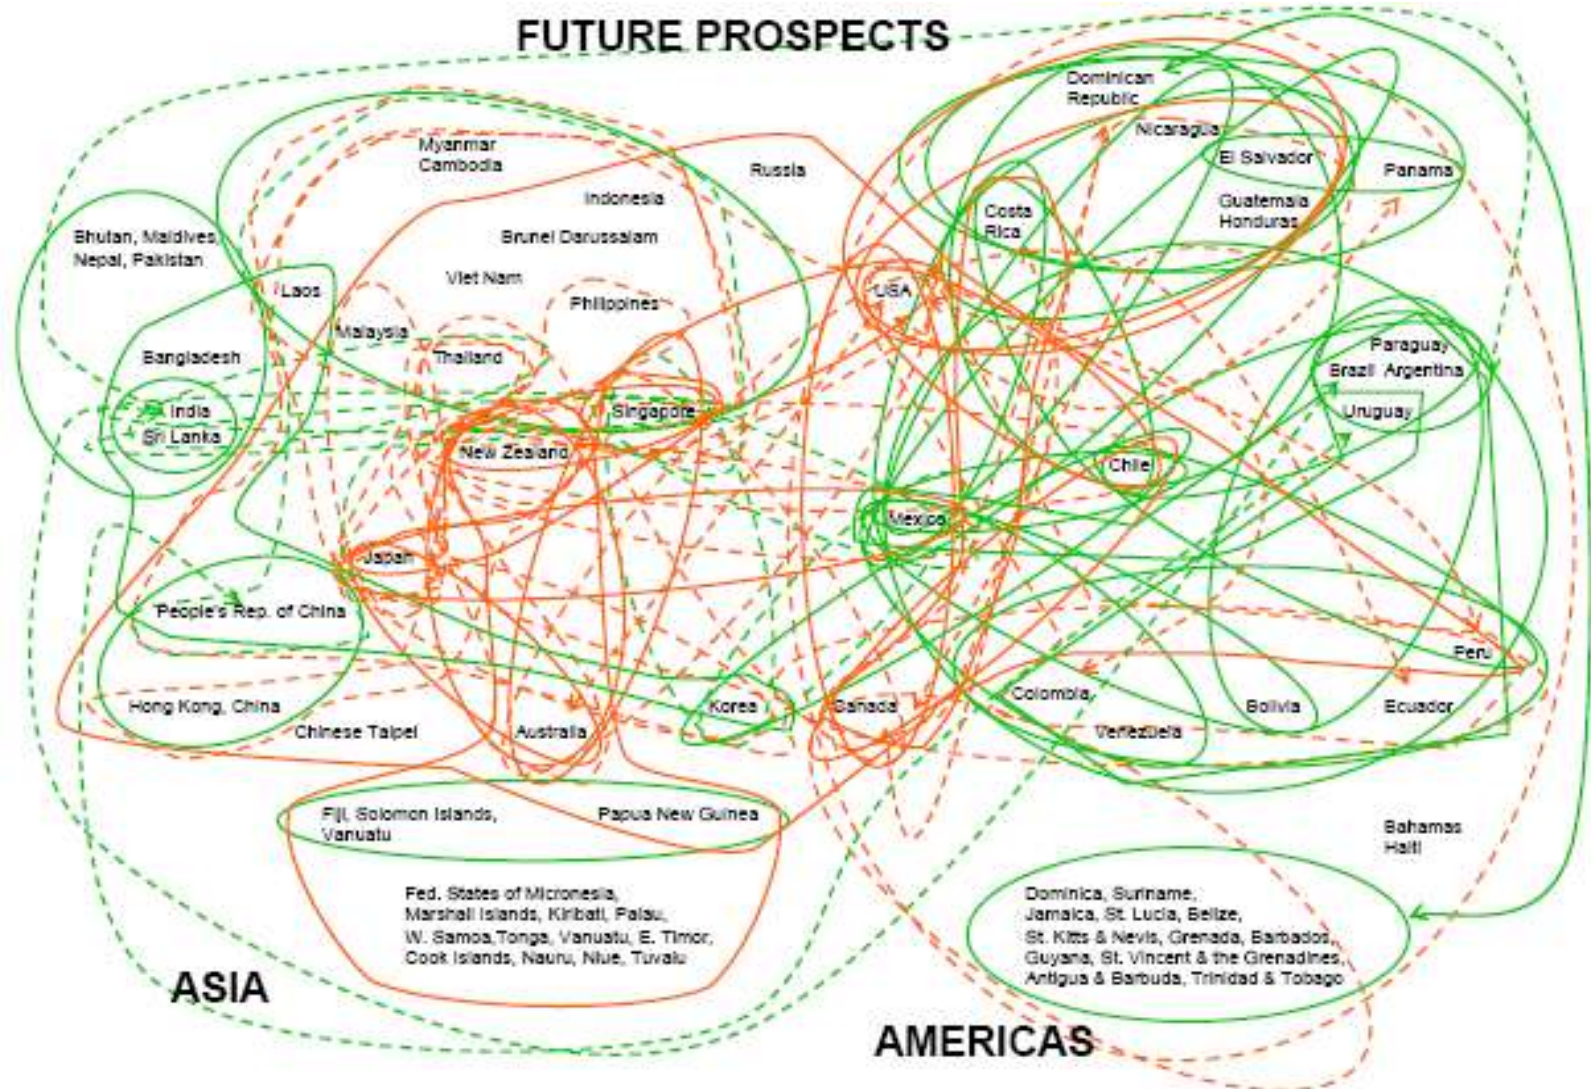 FUTURE PROSPECTS
Dominican
Republic
Nicaragua
El Salvador
Panama
Guatemala
Honduras
Costa
Rica
Myanmar
Cambodia
Russia
Indonesia
Brunei Darussalam
Viet Nam
Philippines
Bhutan, Maldives,
Nepal, Pakistan
Laos
Malaysia
Thailand
Bangladesh
India
Sri Lanka
Singapore
New Zealand
USA
Paraguay
Brazil Argentina
Uruguay
Chile
Mexico
Japan
People's Rep. of China
Hong Kong, China
Chinese Taipei
Australia
Korea
Canada
Colombia
Venezuela
Bolivia
Ecuador
Peru
Fiji, Solomon Islands,
Vanuatu
Papua New Guinea
Bahamas
Haiti
Fed. States of Micronesia,
Marshall Islands, Kiribati, Palau,
W. Samoa,Tonga, Vanuatu, E. Timor,
Cook Islands, Nauru, Niue, Tuvalu
Dominica, Suriname,
Jamaica, St. Lucia, Belize,
St. Kitts & Nevis, Grenada, Barbados,
Guyana, St. Vincent & the Grenadines,
Antigua & Barbuda, Trinidad & Tobago
ASIA
AMERICAS